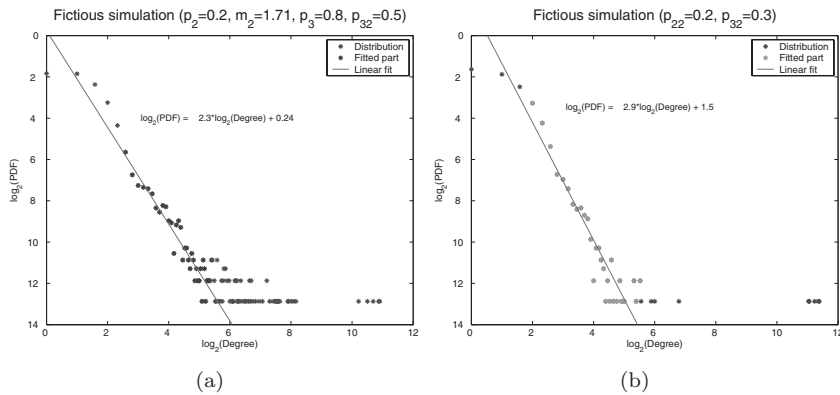 Fictious simulation (p2=0.2, m2=1.71, p3=0.8, p32=0.5)
0
2
4
6
8
10
12
14
log2(PDF)
0 2 4 6 8 10 12
log2(Degree)
Distribution
Fitted part
Linear fit
log2(PDF) = 2.3*log2(Degree) + 0.24
(a)
Fictious simulation (p22=0.2, p32=0.3)
0
2
4
6
8
10
12
14
log2(PDF)
0 2 4 6 8 10 12
log2(Degree)
Distribution
Fitted part
Linear fit
log2(PDF) = 2.9*log2(Degree) + 1.5
(b)